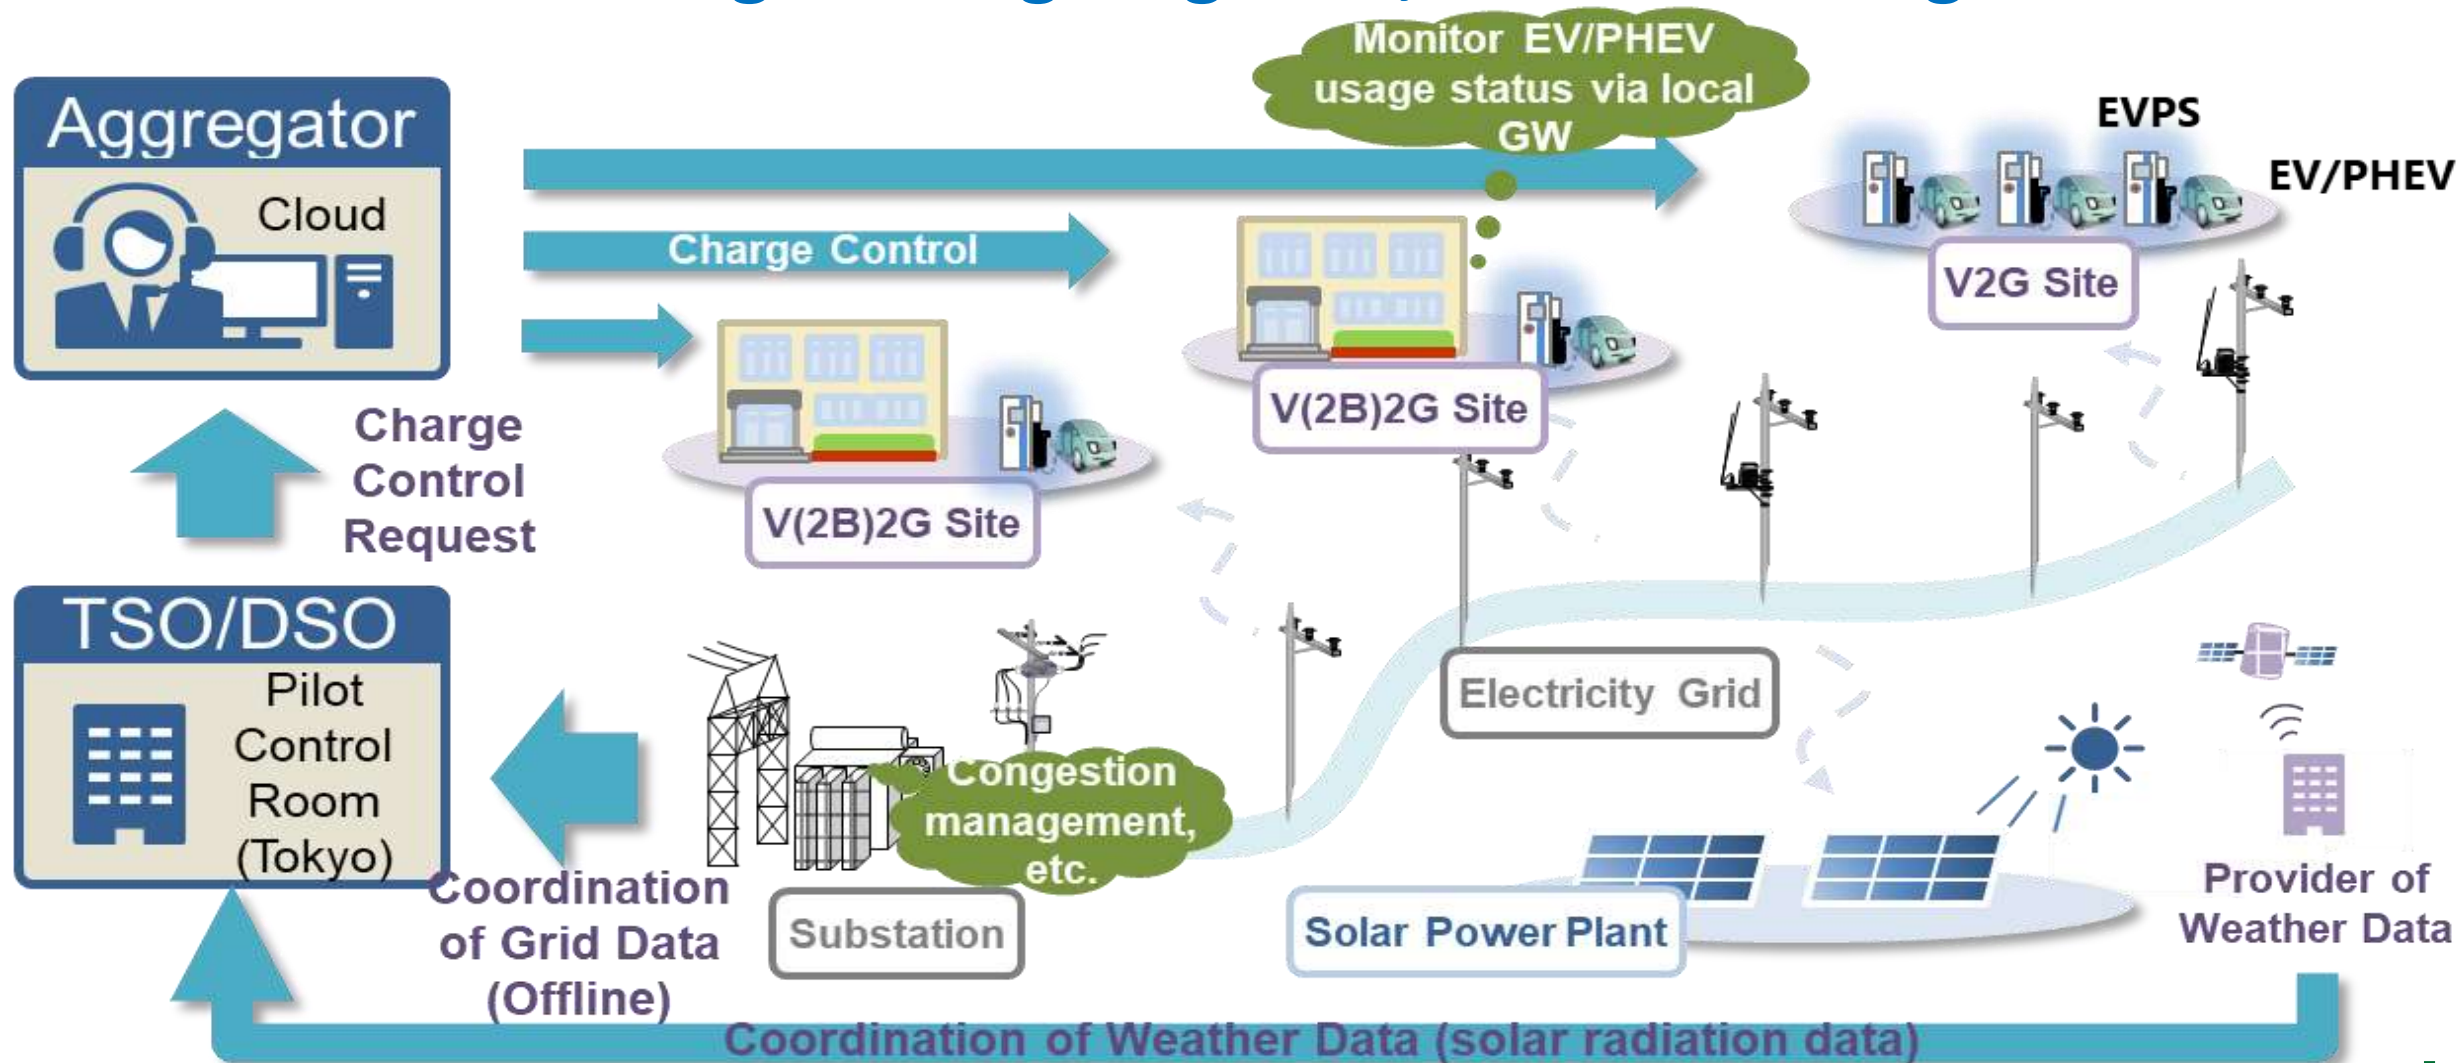 Monitor EV/PHEV
usage status via local
GW
Aggregator
Cloud
EVPS
EV/PHEV
Charge Control
V2G Site
V(2B)2G Site
V(2B)2G Site
Charge
Control
Request
TSO/DSO
Pilot
Control
Room
(Tokyo)
Electricity Grid
Congestion
management,
etc.
Coordination
of Grid Data
(Offline)
Substation
Solar Power Plant
Provider of
Weather Data
Coordination of Weather Data (solar radiation data)